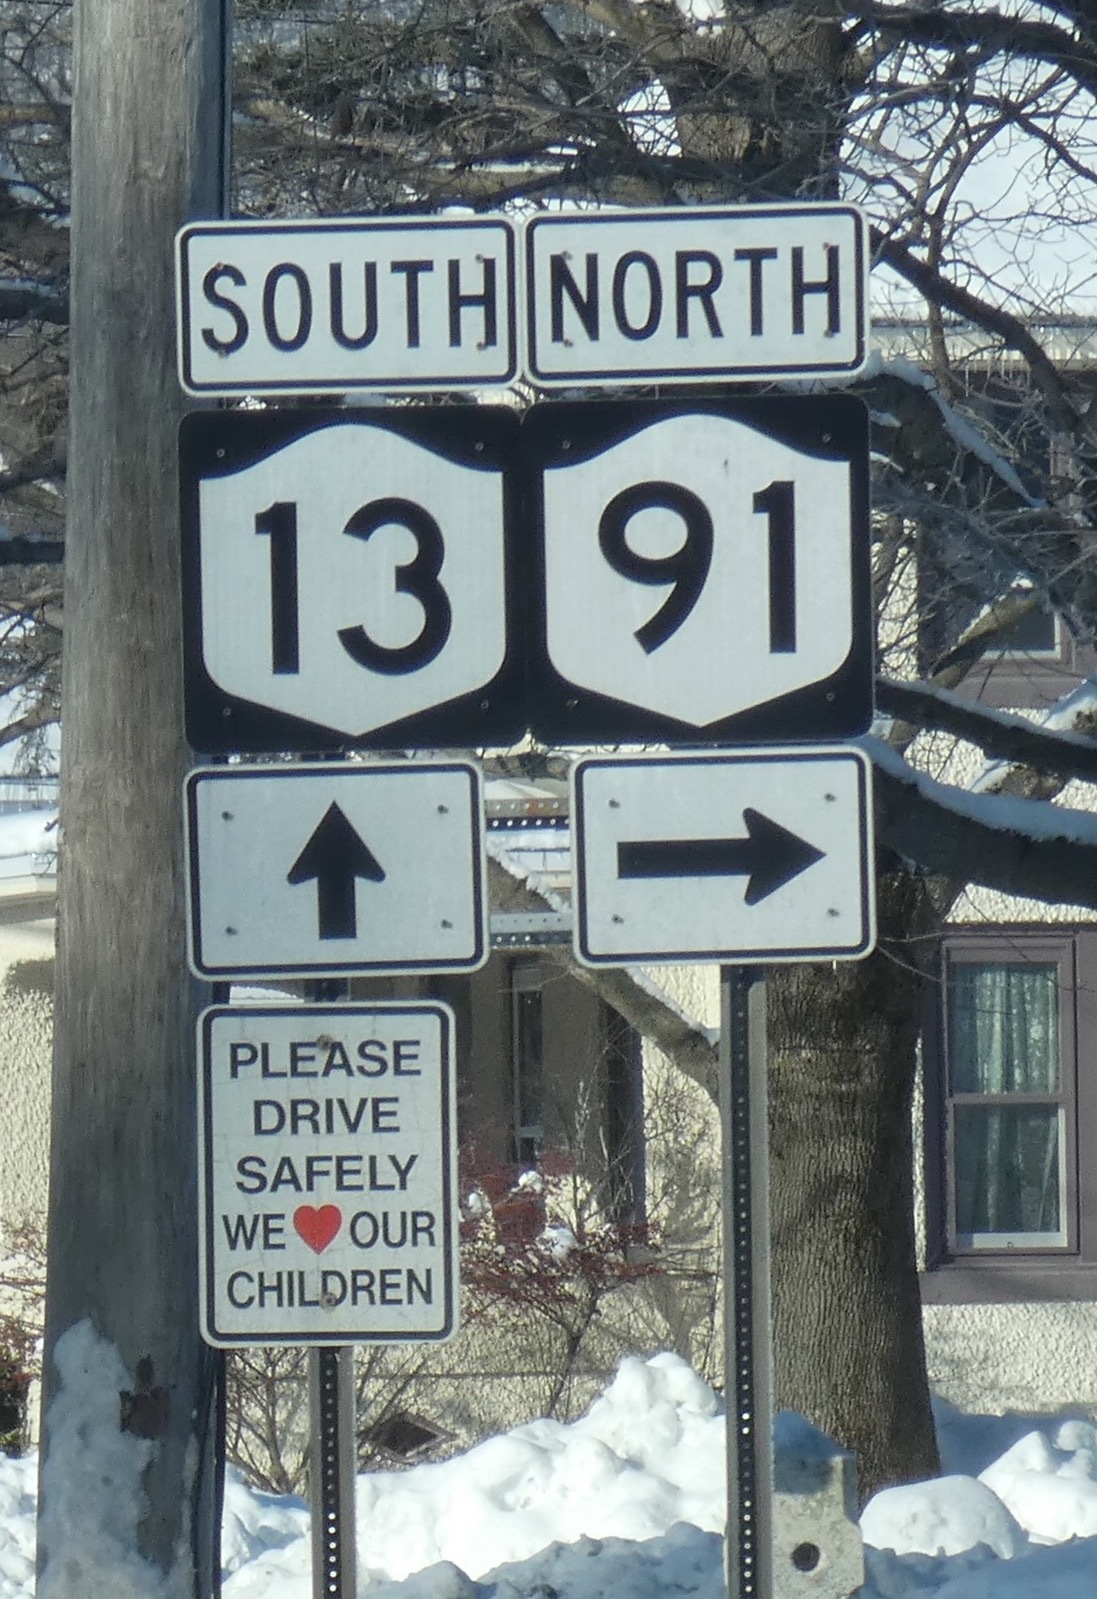 SOUTH NORTH
13 91
PLEASE
DRIVE
SAFELY
WE ❤ OUR
CHILDREN